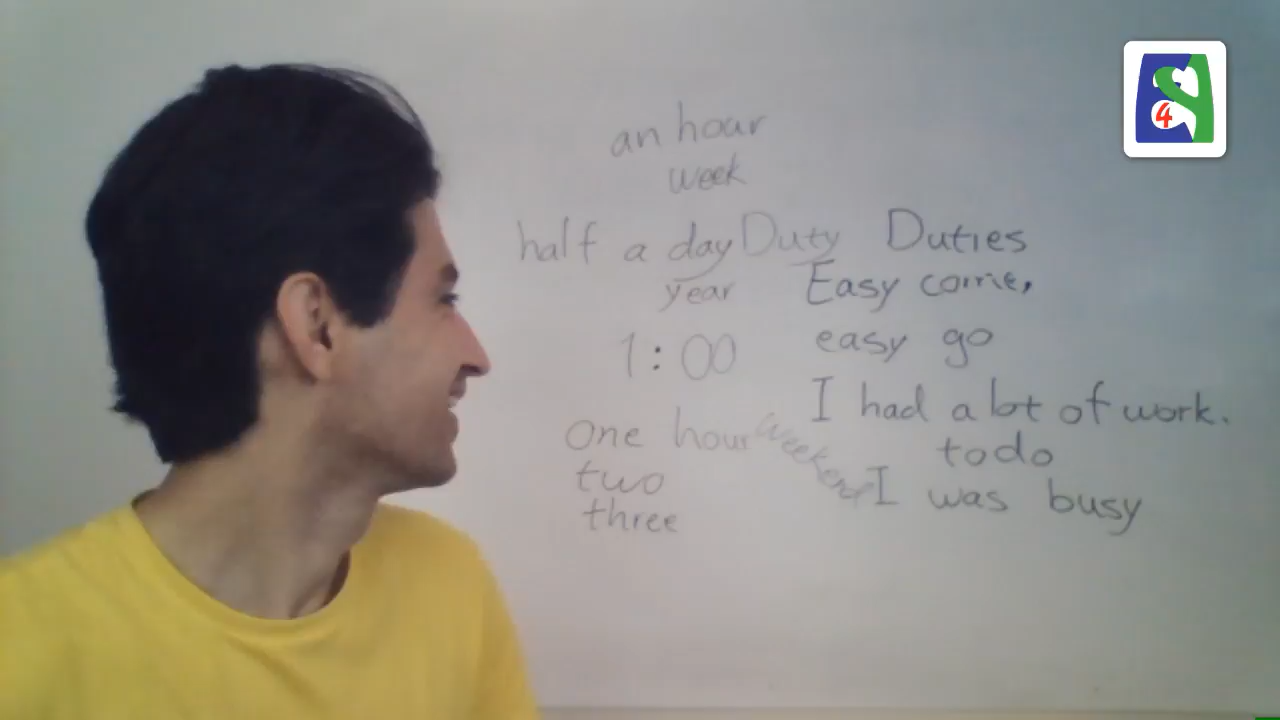 an hour
week
half a day
year
1:00
One hour
two
three
weekend
Duty Duties
Easy come,
easy go
I had a lot of work.
to do
I was busy
4